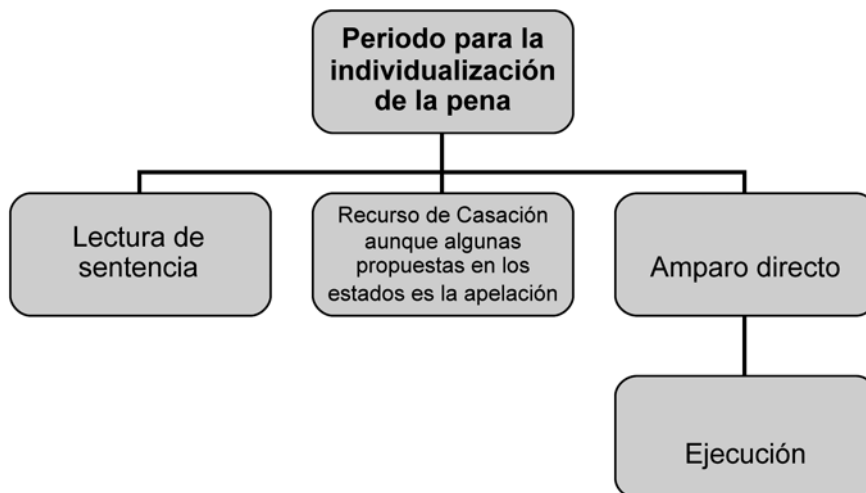 Periodo para la
individualización
de la pena
Lectura de
sentencia
Recurso de Casación
aunque algunas
propuestas en los
estados es la apelación
Amparo directo
Ejecución